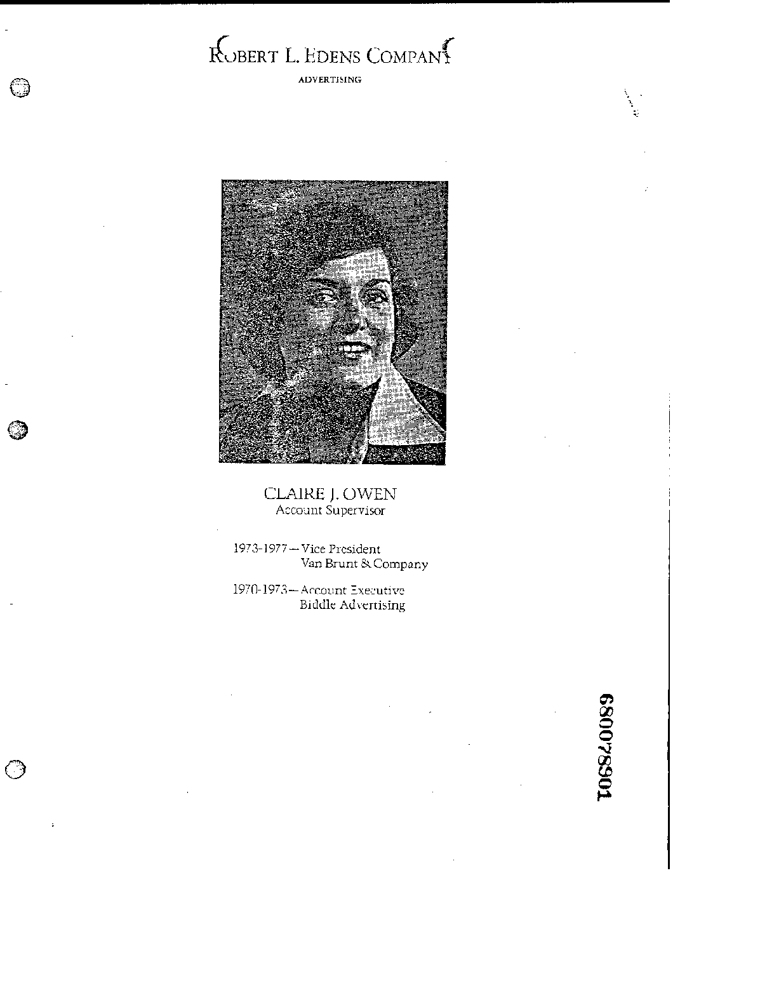 ROBERT L. EDENS COMPANY
ADVERTISING
CLAIRE J. OWEN
Account Supervisor
1973-1977—Vice President
Van Brunt & Company
1970-1973—Account Executive
Biddle Advertising
680078901